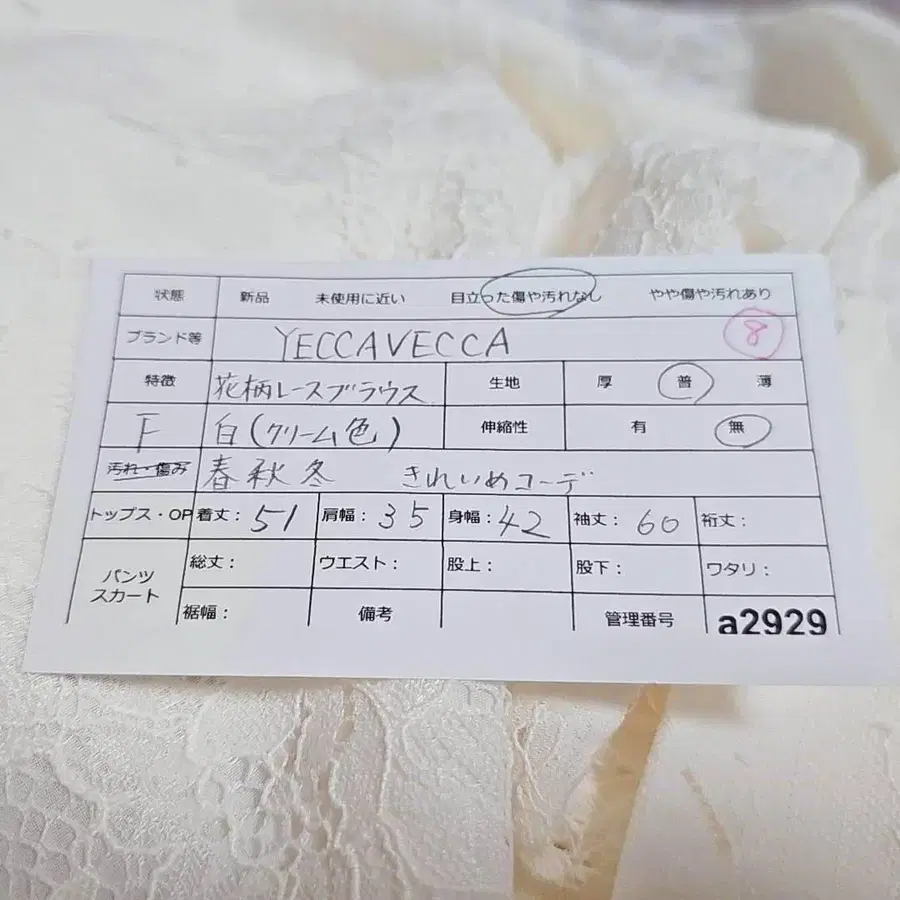 状態 新品 未使用に近い 目立った傷や汚れなし やや傷や汚れあり
ブランド等 YECCAVECCA 8
特徴 花柄レースブラウス 生地 厚 普 薄
F 白(クリーム色) 伸縮性 有 無
汚れ・傷み 春秋冬 きれいめコーデ
トップス・OP 着丈: 51 肩幅: 35 身幅: 42 袖丈: 60 裄丈:
パンツ スカート 総丈: ウエスト: 股上: 股下: ワタリ:
裾幅: 備考 管理番号 a2929